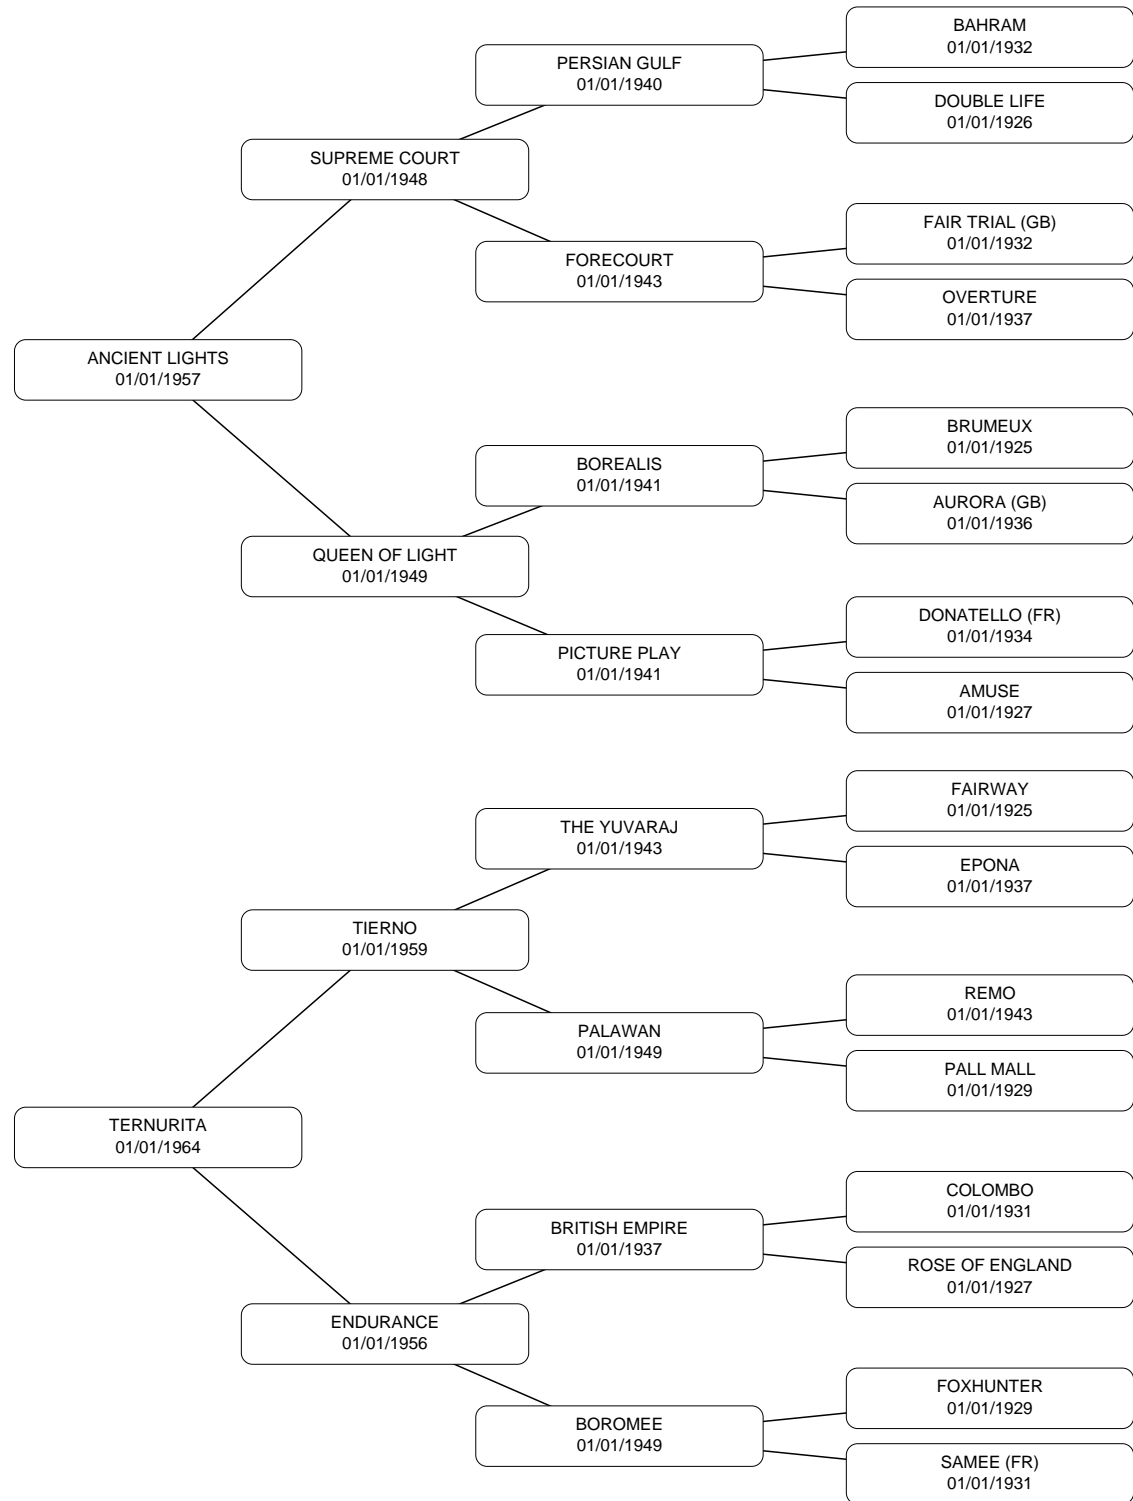 BAHRAM
01/01/1932
PERSIAN GULF
01/01/1940
DOUBLE LIFE
01/01/1926
SUPREME COURT
01/01/1948
FAIR TRIAL (GB)
01/01/1932
FORECOURT
01/01/1943
OVERTURE
01/01/1937
ANCIENT LIGHTS
01/01/1957
BRUMEUX
01/01/1925
BOREALIS
01/01/1941
AURORA (GB)
01/01/1936
QUEEN OF LIGHT
01/01/1949
DONATELLO (FR)
01/01/1934
PICTURE PLAY
01/01/1941
AMUSE
01/01/1927
FAIRWAY
01/01/1925
THE YUVARAJ
01/01/1943
EPONA
01/01/1937
TIERNO
01/01/1959
REMO
01/01/1943
PALAWAN
01/01/1949
PALL MALL
01/01/1929
TERNURITA
01/01/1964
COLOMBO
01/01/1931
BRITISH EMPIRE
01/01/1937
ROSE OF ENGLAND
01/01/1927
ENDURANCE
01/01/1956
FOXHUNTER
01/01/1929
BOROMEE
01/01/1949
SAMEE (FR)
01/01/1931